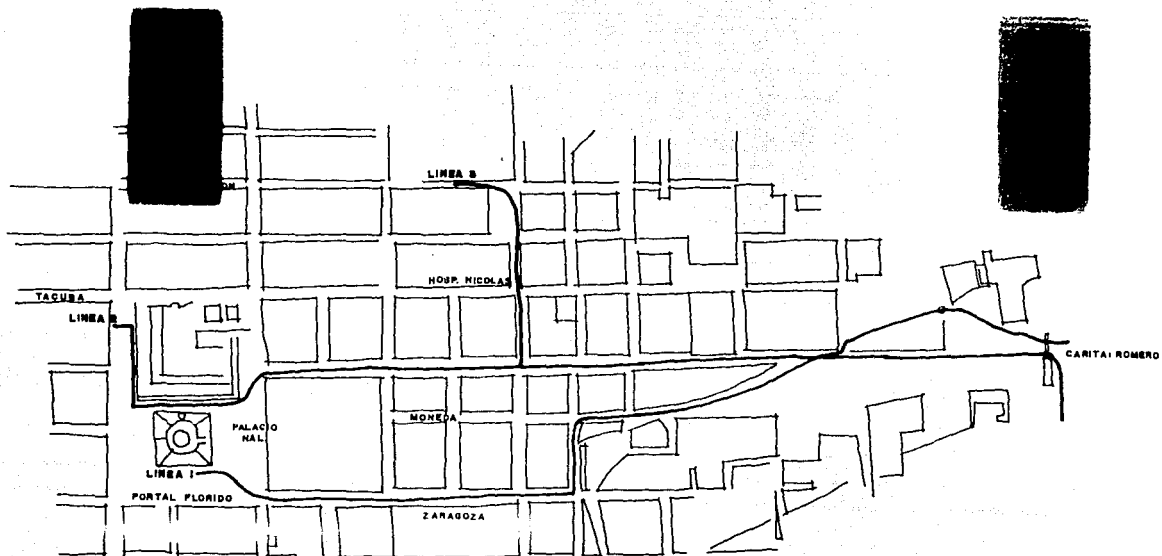 LINEA 3
HOSP. NICOLAS
TACUBA
LINEA 2
CARITA I ROMERO
MONEDA
PALACIO
NAL.
LINEA 1
PORTAL FLORIDO
ZARAGOZA